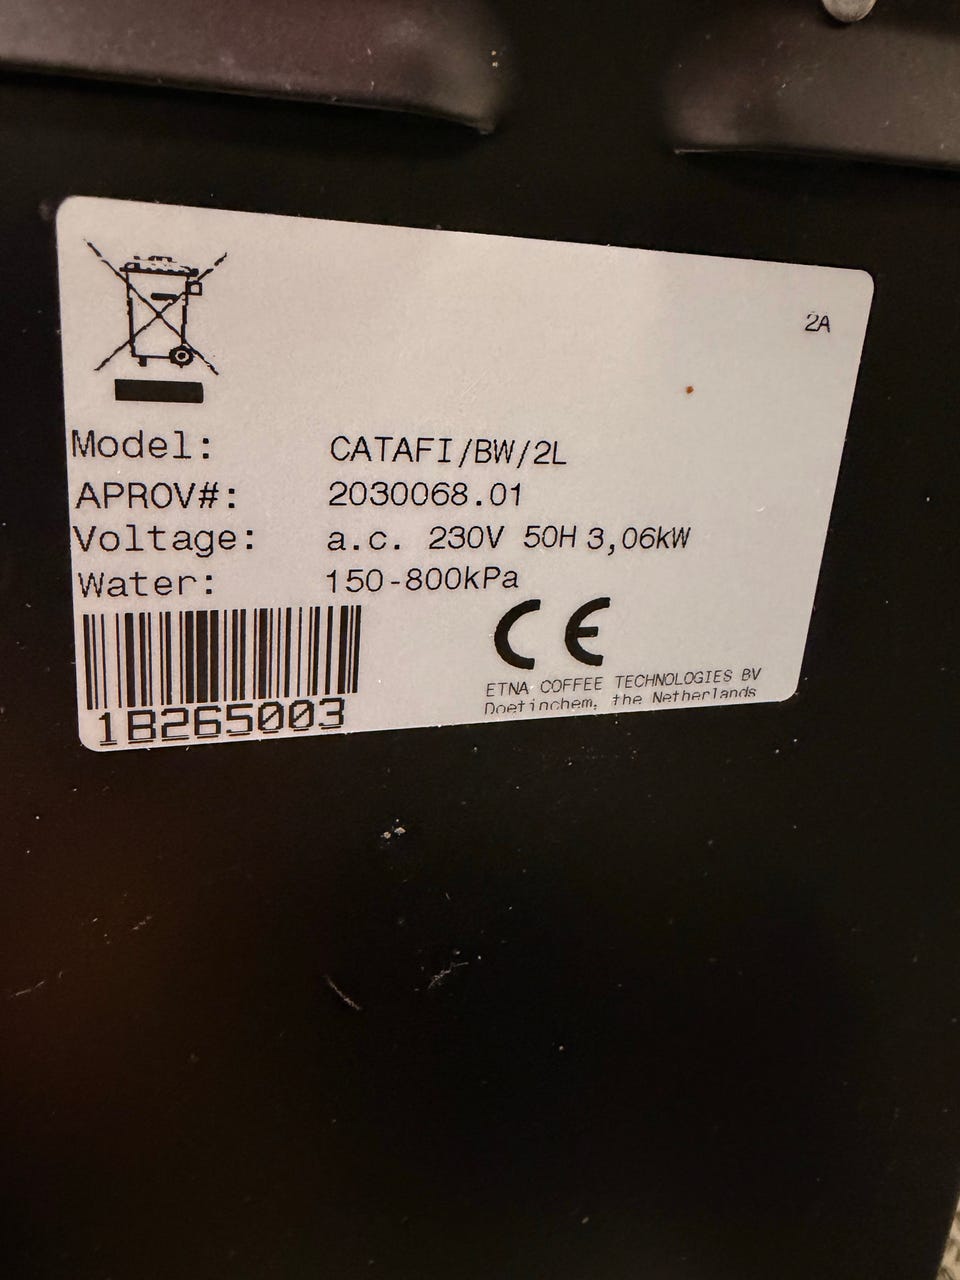 2A
Model: CATAFI/BW/2L
APROV#: 2030068.01
Voltage: a.c. 230V 50H 3,06kW
Water: 150-800kPa
CE
1B265003
ETNA COFFEE TECHNOLOGIES BV
Doetinchem, the Netherlands